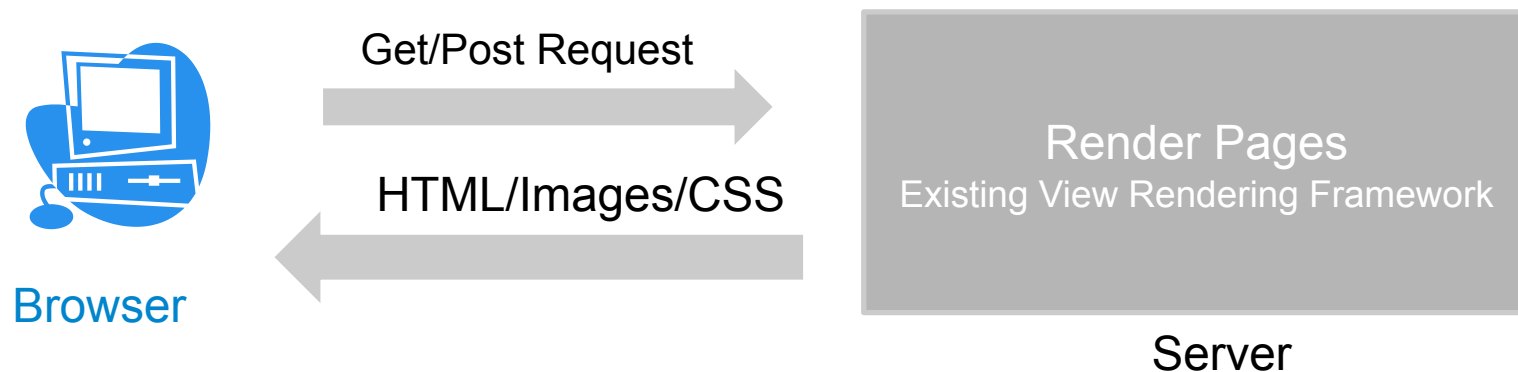 Get/Post Request
Render Pages
Existing View Rendering Framework
HTML/Images/CSS
Browser
Server